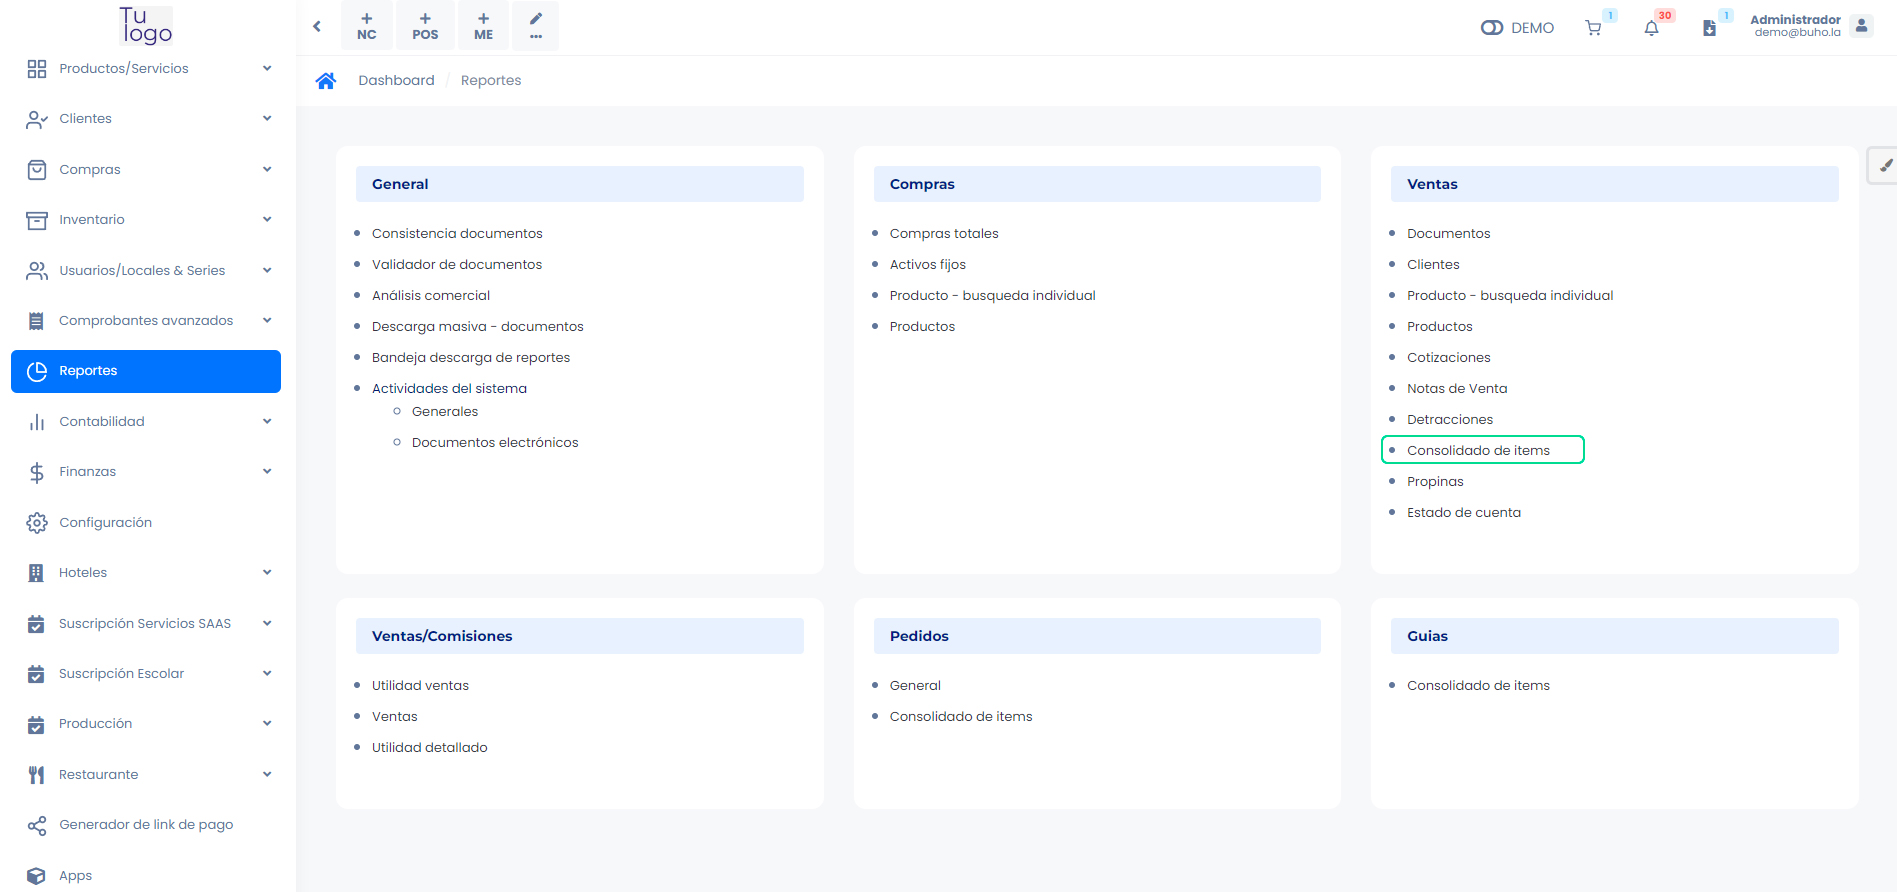 Tu
logo
Productos/Servicios
Clientes
Compras
Inventario
Usuarios/Locales & Series
Comprobantes avanzados
Reportes
Contabilidad
Finanzas
Configuración
Hoteles
Suscripción Servicios SAAS
Suscripción Escolar
Producción
Restaurante
Generador de link de pago
Apps
+ NC
+ POS
+ ME
...
DEMO
1
30
1
Administrador
demo@buho.la
Dashboard / Reportes
General
Consistencia documentos
Validador de documentos
Análisis comercial
Descarga masiva - documentos
Bandeja descarga de reportes
Actividades del sistema
Generales
Documentos electrónicos
Compras
Compras totales
Activos fijos
Producto - busqueda individual
Productos
Ventas
Documentos
Clientes
Producto - busqueda individual
Productos
Cotizaciones
Notas de Venta
Detracciones
Consolidado de items
Propinas
Estado de cuenta
Ventas/Comisiones
Utilidad ventas
Ventas
Utilidad detallado
Pedidos
General
Consolidado de items
Guias
Consolidado de items